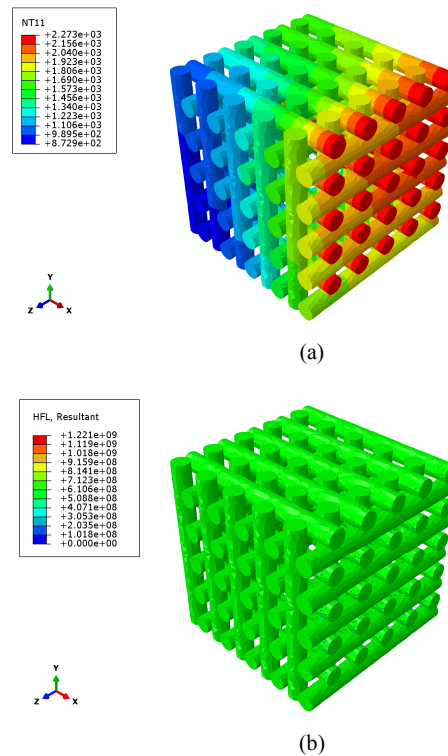 NT11
+2.273e+03
+2.156e+03
+2.040e+03
+1.923e+03
+1.806e+03
+1.690e+03
+1.573e+03
+1.456e+03
+1.340e+03
+1.223e+03
+1.106e+03
+9.895e+02
+8.729e+02
Y
Z
X
(a)
HFL, Resultant
+1.221e+09
+1.119e+09
+1.018e+09
+9.159e+08
+8.141e+08
+7.123e+08
+6.106e+08
+5.088e+08
+4.071e+08
+3.053e+08
+2.035e+08
+1.018e+08
+0.000e+00
Y
Z
X
(b)